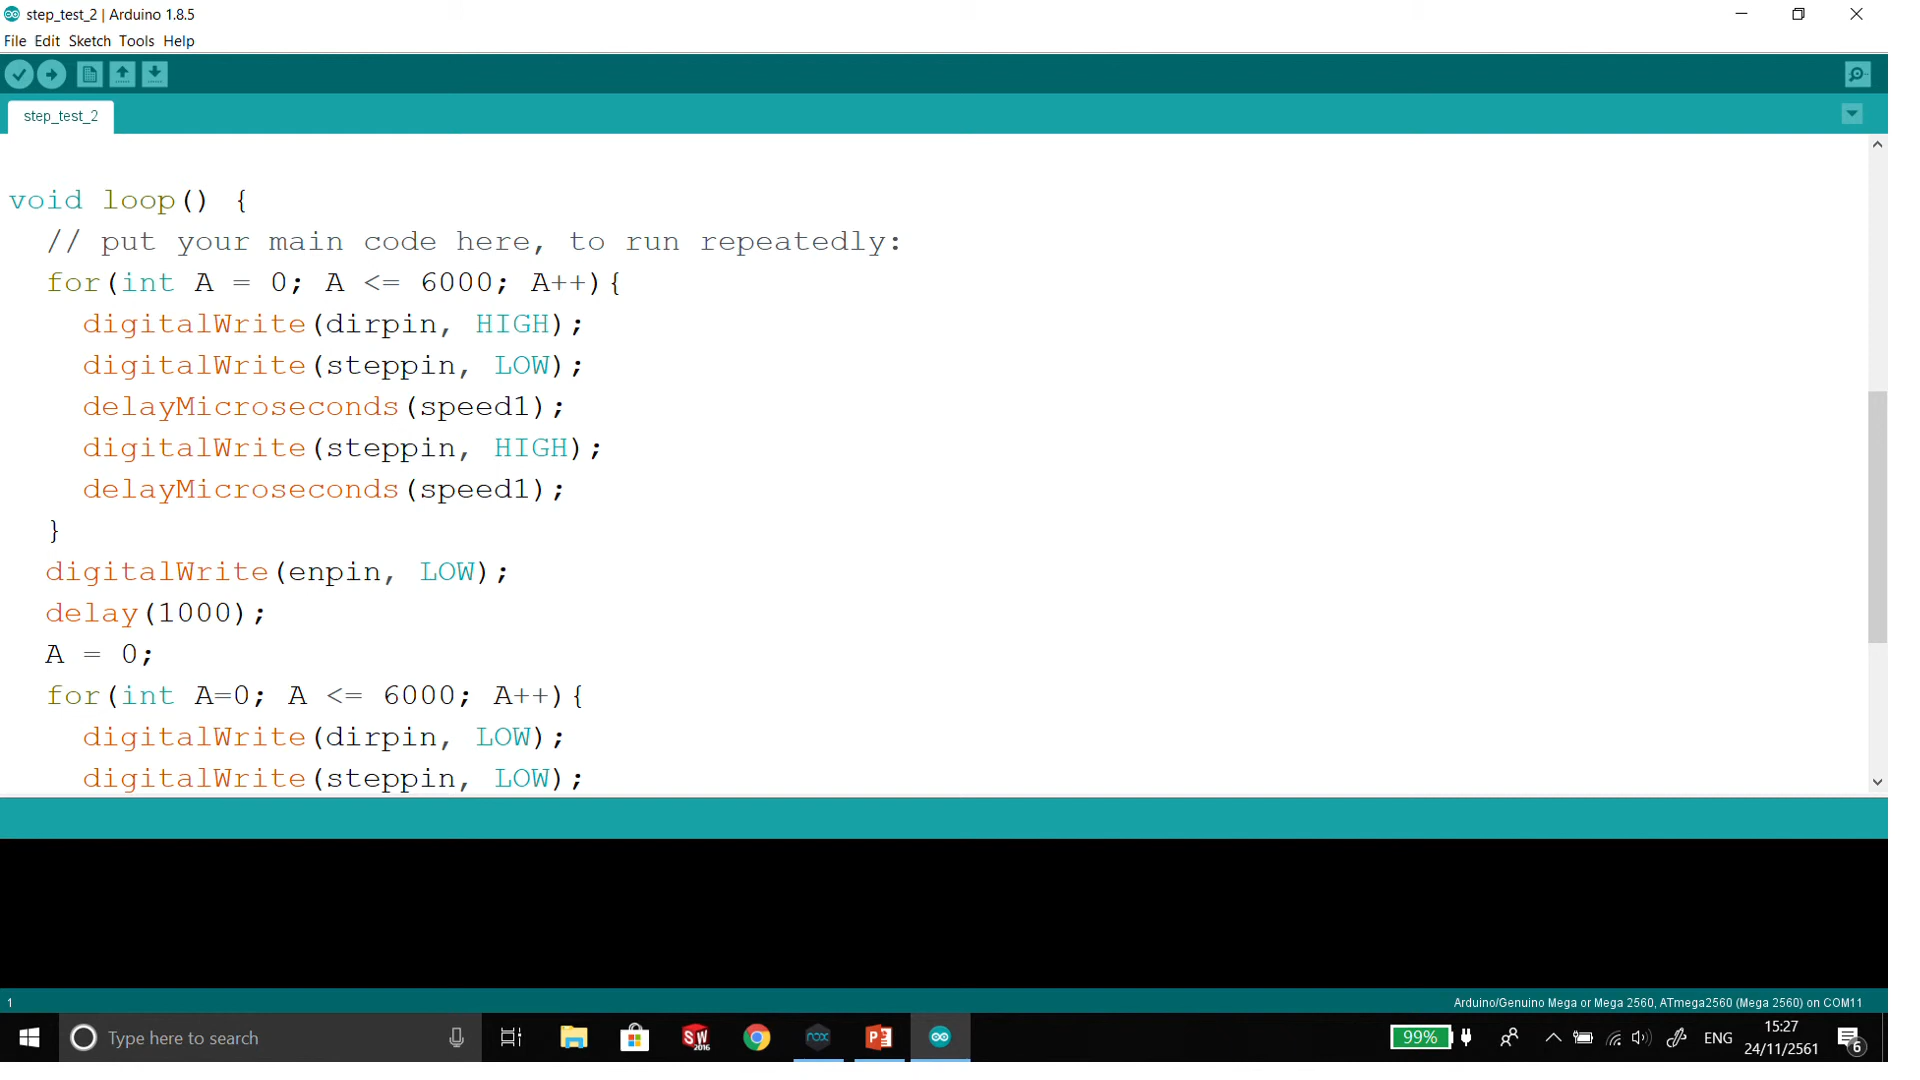 step_test_2 | Arduino 1.8.5
File Edit Sketch Tools Help
step_test_2
void loop() {
  // put your main code here, to run repeatedly:
  for(int A = 0; A <= 6000; A++){
    digitalWrite(dirpin, HIGH);
    digitalWrite(steppin, LOW);
    delayMicroseconds(speed1);
    digitalWrite(steppin, HIGH);
    delayMicroseconds(speed1);
  }
  digitalWrite(enpin, LOW);
  delay(1000);
  A = 0;
  for(int A=0; A <= 6000; A++){
    digitalWrite(dirpin, LOW);
    digitalWrite(steppin, LOW);
1
Arduino/Genuino Mega or Mega 2560, ATmega2560 (Mega 2560) on COM11
Type here to search
SW
2016
nox
P
99%
ENG
15:27
24/11/2561
6